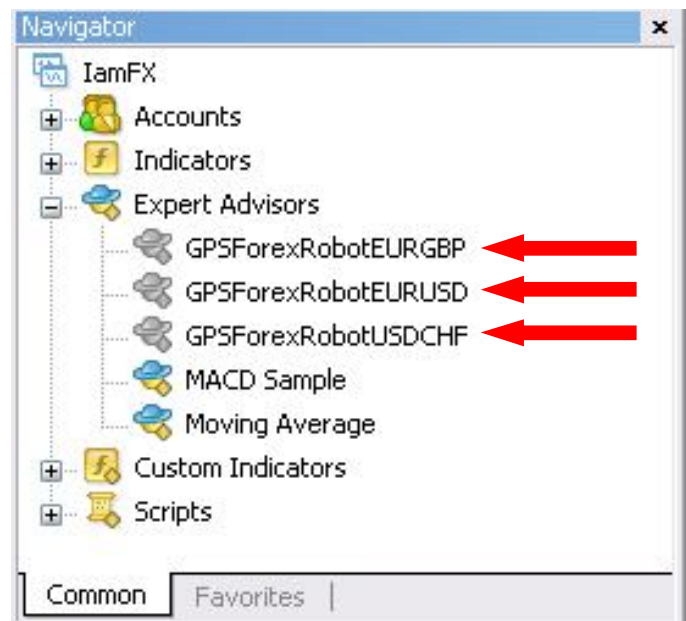 Navigator
IamFX
Accounts
Indicators
Expert Advisors
GPSForexRobotEURGBP
GPSForexRobotEURUSD
GPSForexRobotUSDCHF
MACD Sample
Moving Average
Custom Indicators
Scripts
Common Favorites